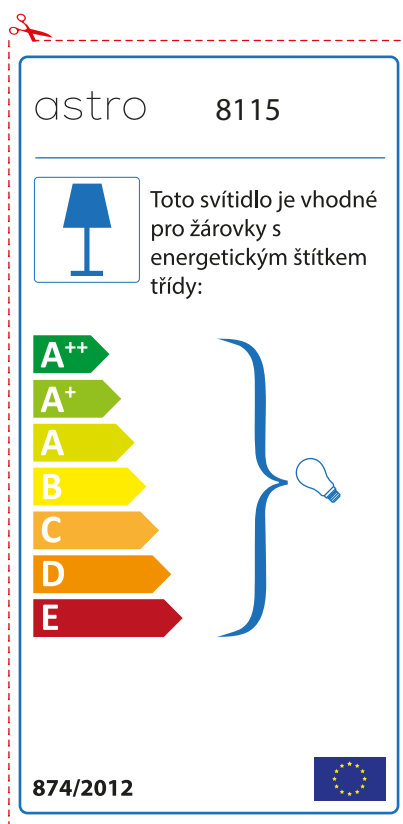 astro 8115
Toto svítidlo je vhodné
pro žárovky s
energetickým štítkem
třídy:
A++
A+
A
B
C
D
E
874/2012